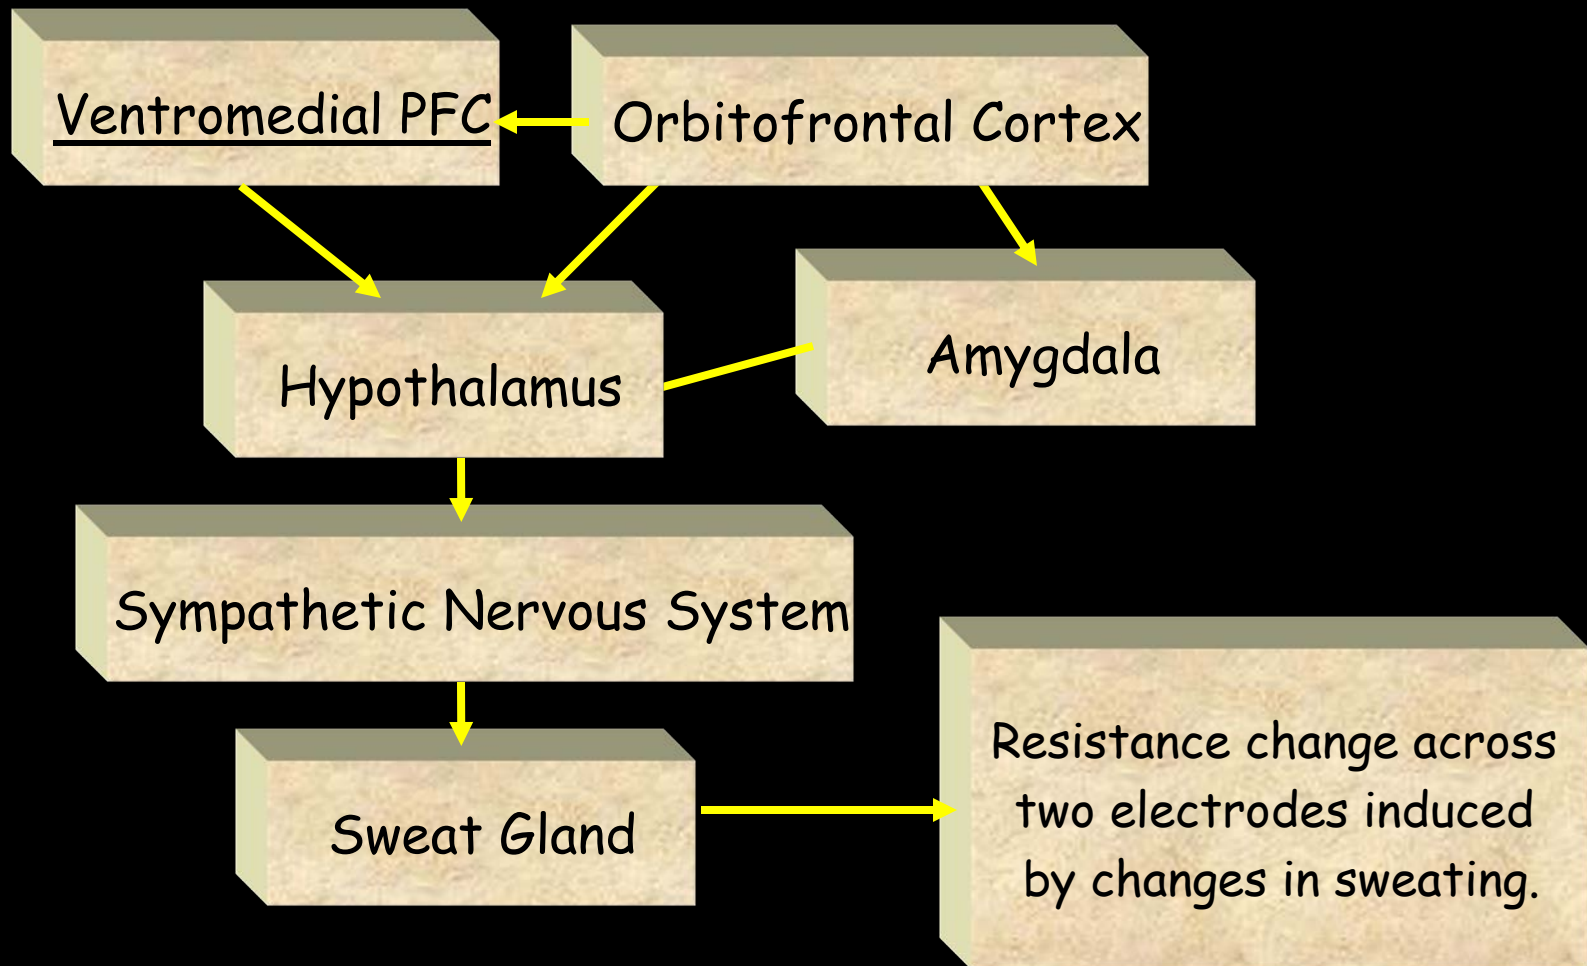 Ventromedial PFC
Orbitofrontal Cortex
Hypothalamus
Amygdala
Sympathetic Nervous System
Sweat Gland
Resistance change across
two electrodes induced
by changes in sweating.